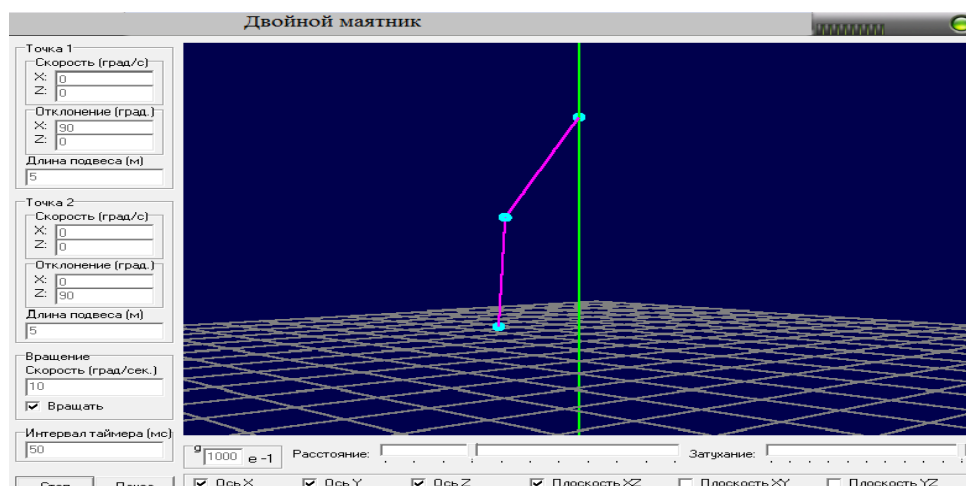 Двойной маятник
Точка 1
Скорость (град/с)
X: 0
Z: 0
Отклонение (град.)
X: 90
Z: 0
Длина подвеса (м)
5
Точка 2
Скорость (град/с)
X: 0
Z: 0
Отклонение (град.)
X: 0
Z: 90
Длина подвеса (м)
5
Вращение
Скорость (град/сек.)
10
Вращать
Интервал таймера (мс)
50
g 1000 e -1 Расстояние: Затухание:
Ось X Ось Y Ось Z Плоскость XZ Плоскость XY Плоскость YZ